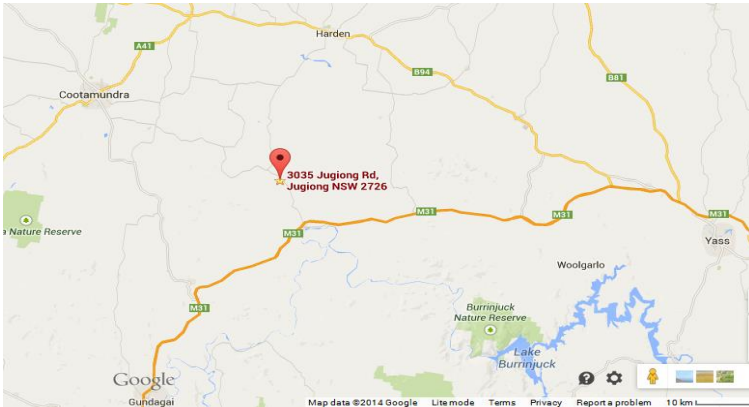 Harden
A41
B94
B81
Cootamundra
3035 Jugiong Rd,
Jugiong NSW 2726
M31
M31
M31
M31
a Nature Reserve
Yass
Woolgarlo
M31
Burrinjuck
Nature Reserve
Lake
Burrinjuck
Google
Gundagai
Map data ©2014 Google Lite mode Terms Privacy Report a problem 10 km